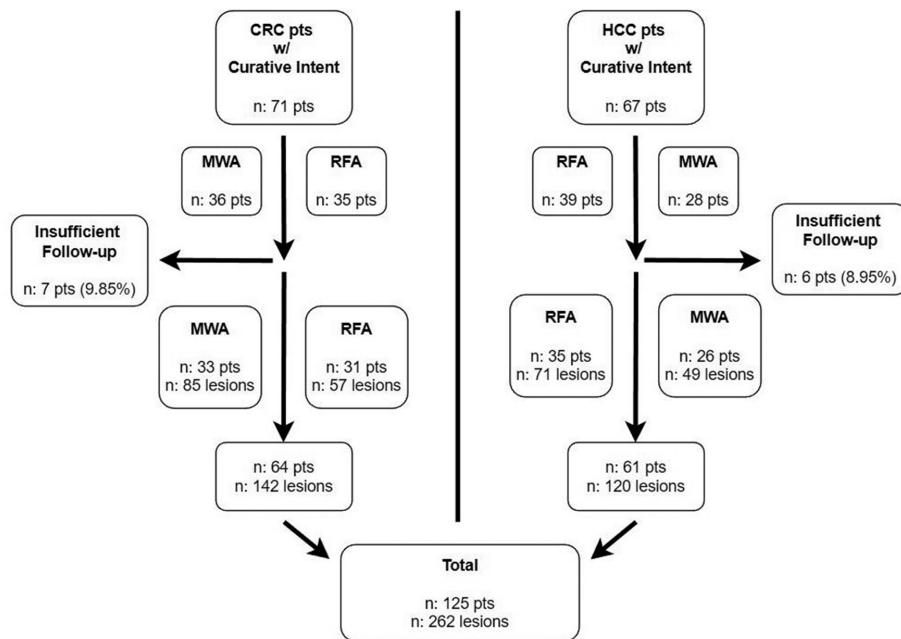 CRC pts
w/
Curative Intent
n: 71 pts
MWA
n: 36 pts
RFA
n: 35 pts
Insufficient
Follow-up
n: 7 pts (9.85%)
MWA
n: 33 pts
n: 85 lesions
RFA
n: 31 pts
n: 57 lesions
n: 64 pts
n: 142 lesions
HCC pts
w/
Curative Intent
n: 67 pts
RFA
n: 39 pts
MWA
n: 28 pts
Insufficient
Follow-up
n: 6 pts (8.95%)
RFA
n: 35 pts
n: 71 lesions
MWA
n: 26 pts
n: 49 lesions
n: 61 pts
n: 120 lesions
Total
n: 125 pts
n: 262 lesions